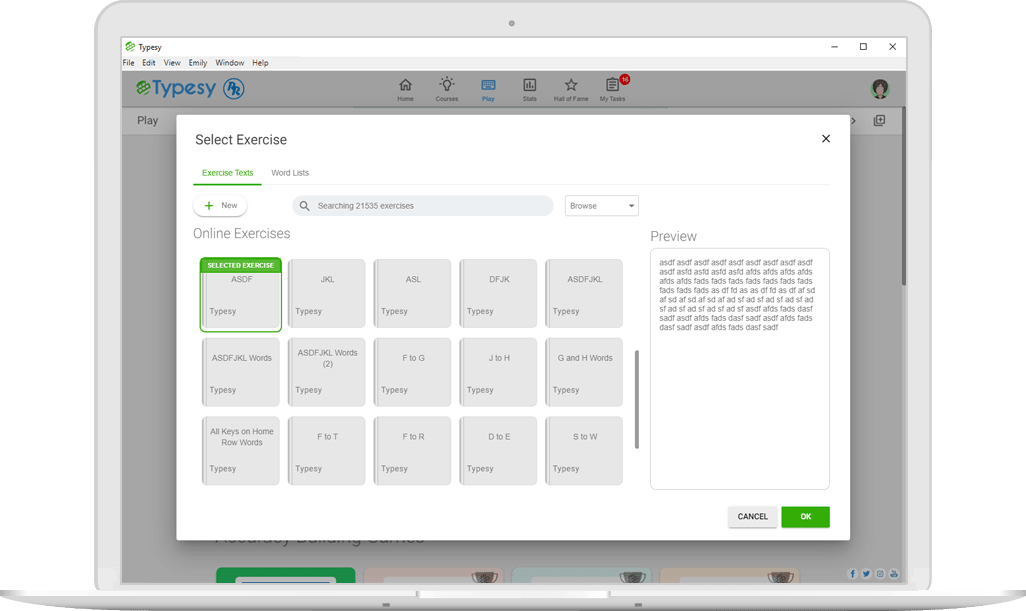 Typesy
File Edit View Emily Window Help
Typesy
Home Courses Play Stats Hall of Fame My Tasks 16
Play
Select Exercise
Exercise Texts Word Lists
+ New
Searching 21535 exercises
Browse
Online Exercises
SELECTED EXERCISE
ASDF
Typesy
JKL
Typesy
ASL
Typesy
DFJK
Typesy
ASDFJKL
Typesy
ASDFJKL Words
Typesy
ASDFJKL Words
(2)
Typesy
F to G
Typesy
J to H
Typesy
G and H Words
Typesy
All Keys on Home
Row Words
Typesy
F to T
Typesy
F to R
Typesy
D to E
Typesy
S to W
Typesy
Preview
asdf asdf asdf asdf asdf asdf asdf asdf asdf
asdf asfd asfd asfd asfd afds afds afds afds
afds afds fads fads fads fads fads fads fads
fads fads fads as df fd as as df fd as df af sd
af sd af sd af sd af ad sf ad sf ad sf ad sf ad
sf ad sf ad sf ad sf asdf asdf afds fads dasf
sadf asdf afds fads dasf sadf asdf afds fads
dasf sadf asdf afds fads dasf sadf
CANCEL OK
Accuracy Building Games